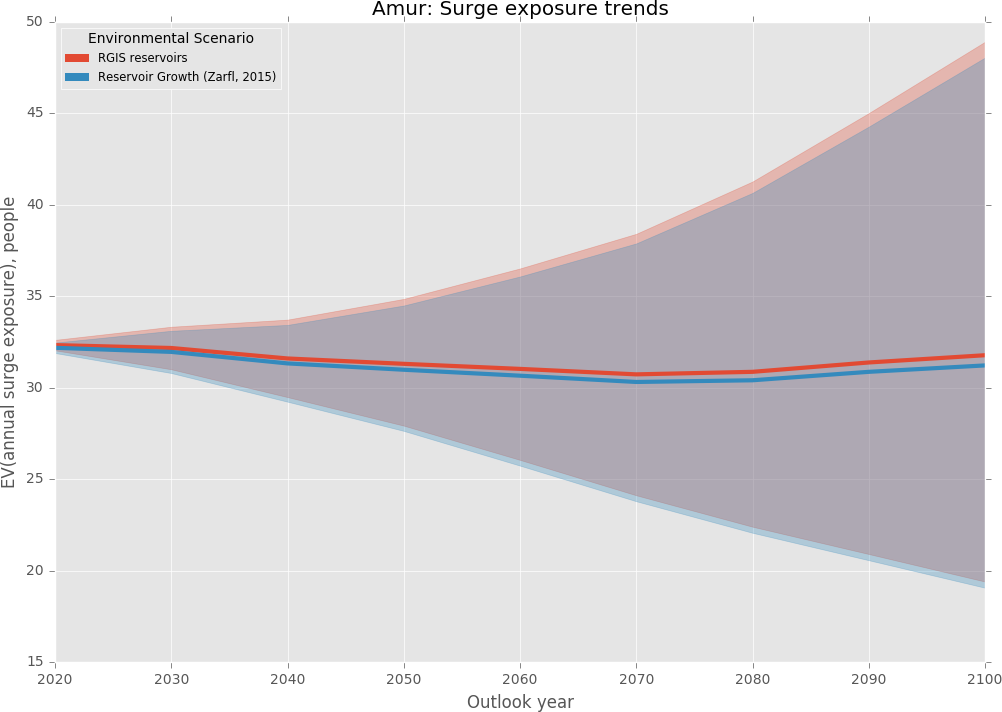 Amur: Surge exposure trends
Environmental Scenario
RGIS reservoirs
Reservoir Growth (Zarfl, 2015)
EV(annual surge exposure), people
50
45
40
35
30
25
20
15
2020 2030 2040 2050 2060 2070 2080 2090 2100
Outlook year